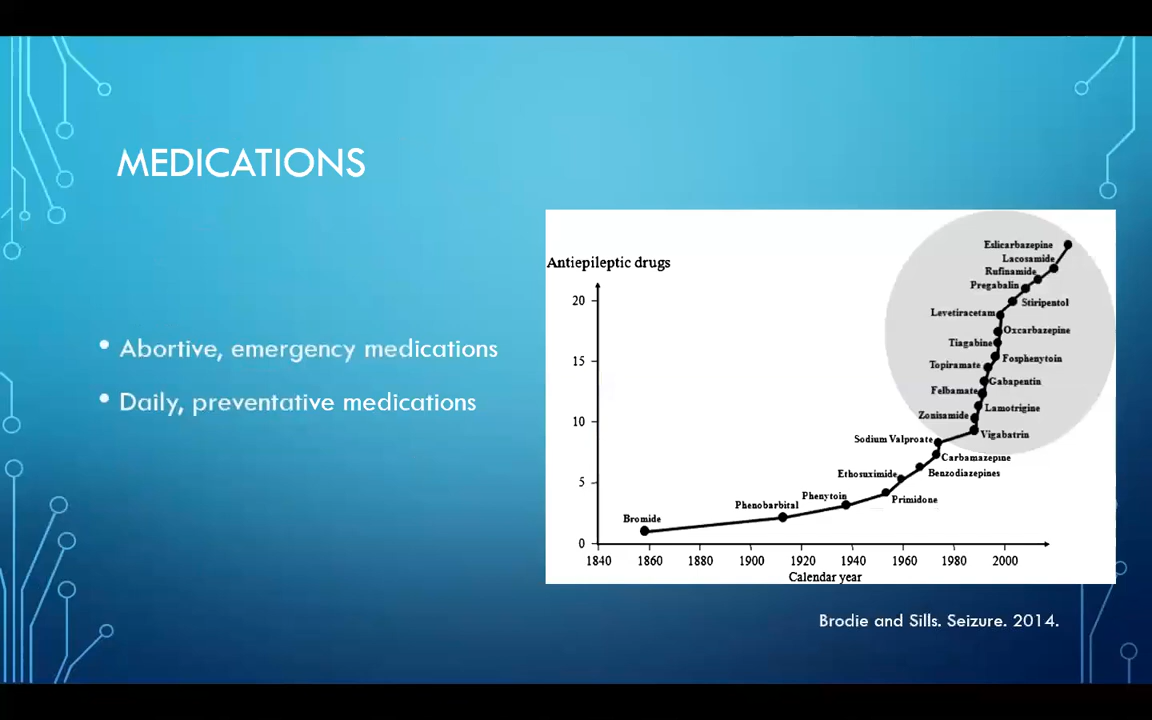 MEDICATIONS
• Abortive, emergency medications
• Daily, preventative medications
Antiepileptic drugs
20
15
10
5
0
1840 1860 1880 1900 1920 1940 1960 1980 2000
Calendar year
Eslicarbazepine
Lacosamide
Rufinamide
Pregabalin
Stiripentol
Levetiracetam
Oxcarbazepine
Tiagabine
Fosphenytoin
Topiramate
Gabapentin
Felbamate
Lamotrigine
Zonisamide
Vigabatrin
Sodium Valproate
Carbamazepine
Ethosuximide
Benzodiazepines
Phenytoin
Primidone
Phenobarbital
Bromide
Brodie and Sills. Seizure. 2014.